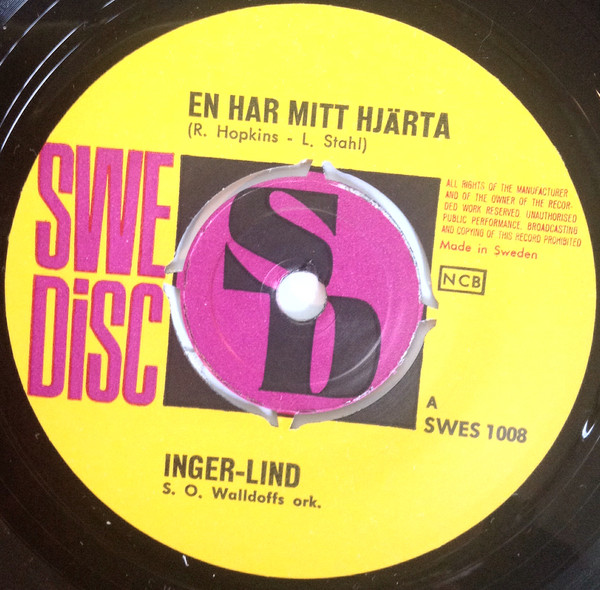 EN HAR MITT HJÄRTA
(R. Hopkins - L. Stahl)
SWE
DiSC
SD
ALL RIGHTS OF THE MANUFACTURER
AND OF THE OWNER OF THE RECOR-
DED WORK RESERVED UNAUTHORISED
PUBLIC PERFORMANCE, BROADCASTING
AND COPYING OF THIS RECORD PROHIBITED
Made in Sweden
NCB
A
SWES 1008
INGER-LIND
S. O. Walldoffs ork.